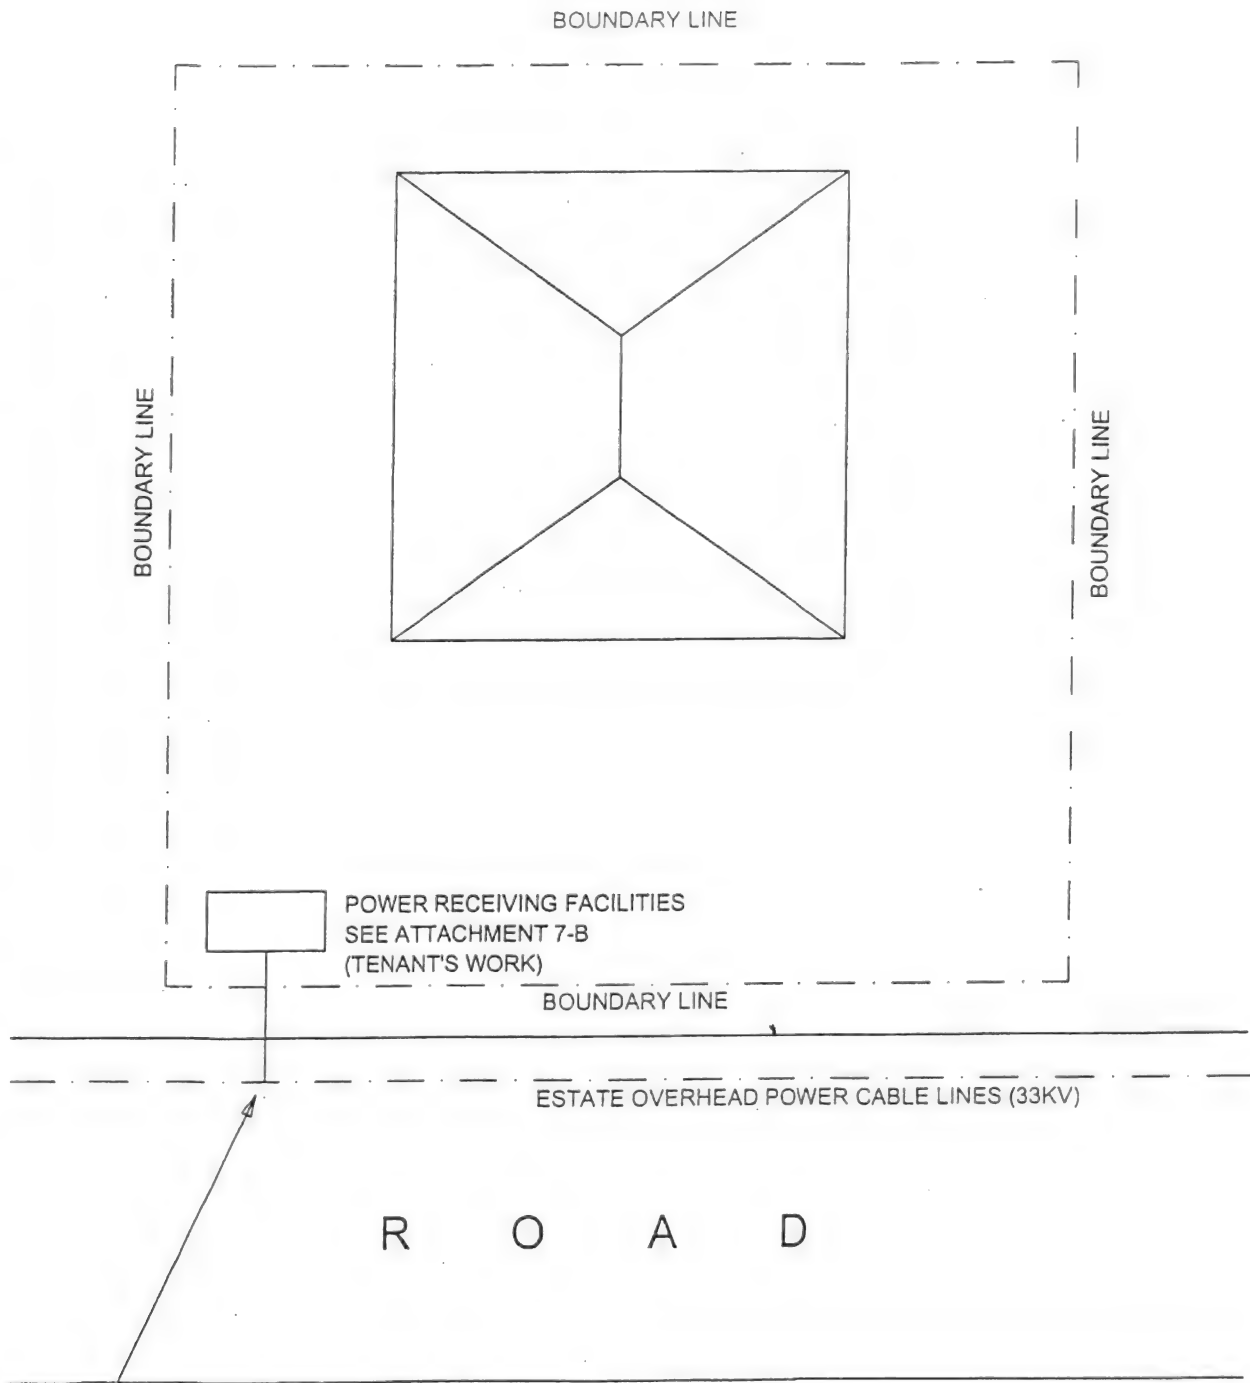 BOUNDARY LINE
BOUNDARY LINE
BOUNDARY LINE
POWER RECEIVING FACILITIES
SEE ATTACHMENT 7-B
(TENANT'S WORK)
BOUNDARY LINE
ESTATE OVERHEAD POWER CABLE LINES (33KV)
R O A D